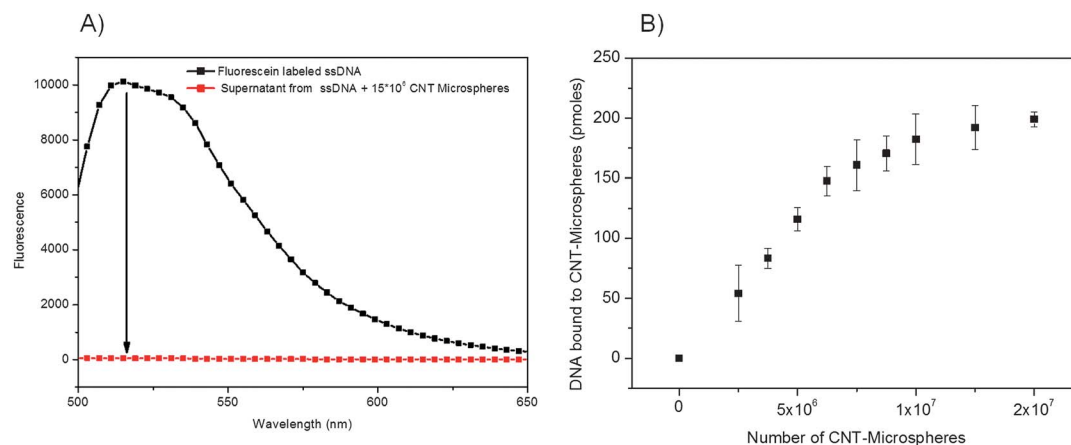 A)
Fluorescein labeled ssDNA
Supernatant from ssDNA + 15*10⁶ CNT Microspheres
10000
8000
6000
4000
2000
0
Fluorescence
500
550
600
650
Wavelength (nm)
B)
250
200
150
100
50
0
DNA bound to CNT-Microspheres (pmoles)
0
5x10⁶
1x10⁷
2x10⁷
Number of CNT-Microspheres